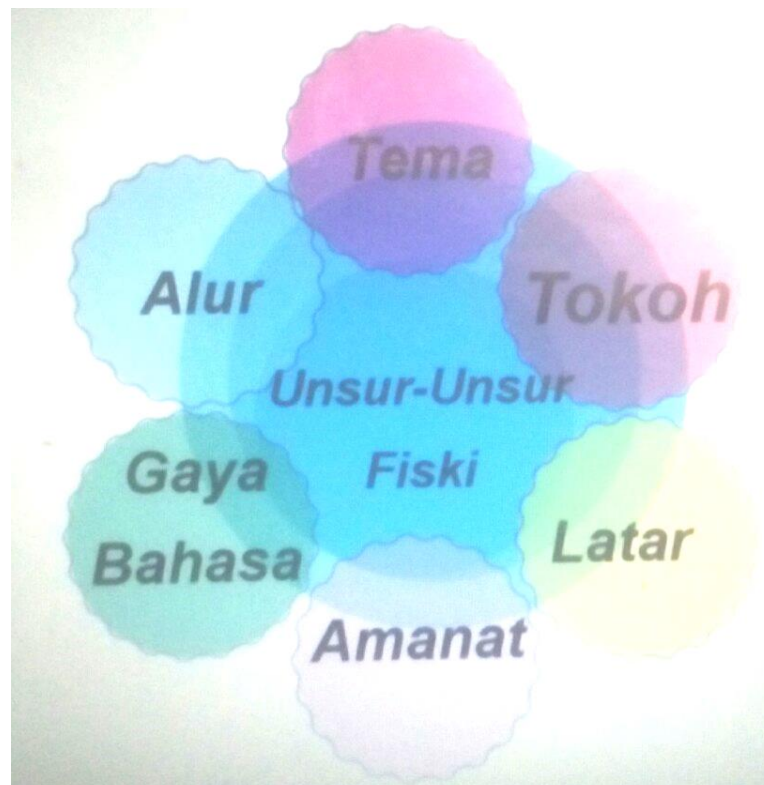 Tema
Alur
Tokoh
Unsur-Unsur
Fiski
Gaya
Bahasa
Latar
Amanat